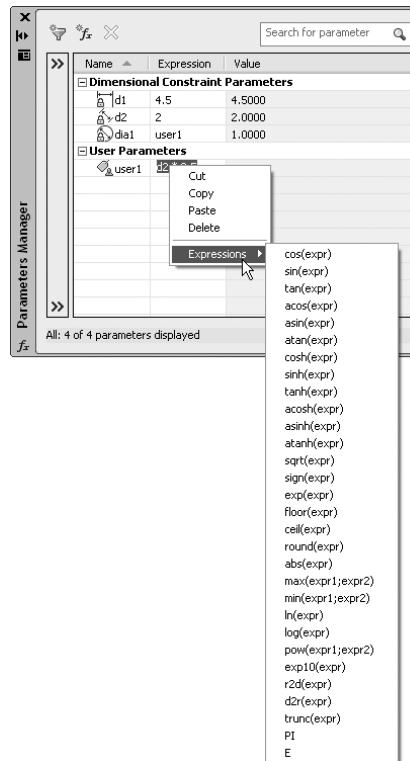 fx
Search for parameter
Name Expression Value
Dimensional Constraint Parameters
d1 4.5 4.5000
d2 2 2.0000
dia1 user1 1.0000
User Parameters
user1
Cut
Copy
Paste
Delete
Expressions
cos(expr)
sin(expr)
tan(expr)
acos(expr)
asin(expr)
atan(expr)
cosh(expr)
sinh(expr)
tanh(expr)
acosh(expr)
asinh(expr)
atanh(expr)
sqrt(expr)
sign(expr)
exp(expr)
floor(expr)
ceil(expr)
round(expr)
abs(expr)
max(expr1;expr2)
min(expr1;expr2)
ln(expr)
log(expr)
pow(expr1;expr2)
exp10(expr)
r2d(expr)
d2r(expr)
trunc(expr)
PI
E
All: 4 of 4 parameters displayed
Parameters Manager
fx